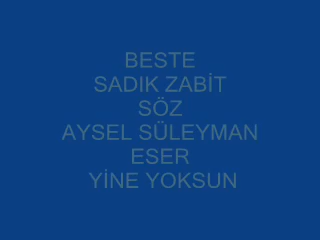 BESTE
SADIK ZABİT
SÖZ
AYSEL SÜLEYMAN
ESER
YİNE YOKSUN